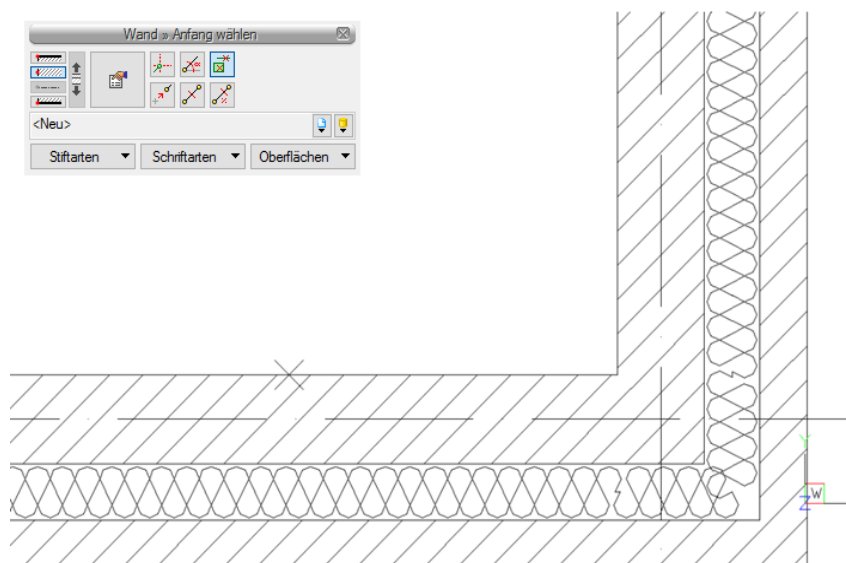 Wand » Anfang wählen
<Neu>
Stiftarten Schriftarten Oberflächen
Y
W
Z